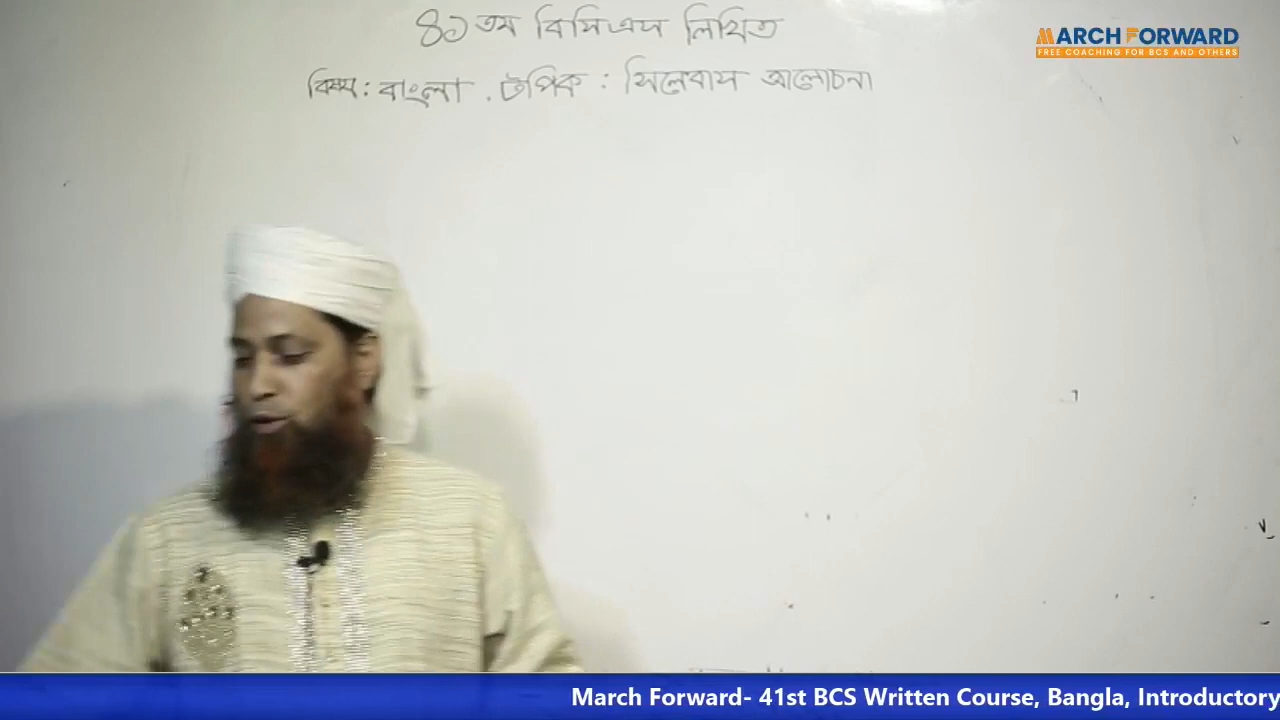 ৪১তম বিসিএস লিখিত
MARCH FORWARD
FREE COACHING FOR BCS AND OTHERS
বিষয়: বাংলা . টপিক : সিলেবাস আলোচনা
March Forward- 41st BCS Written Course, Bangla, Introductory